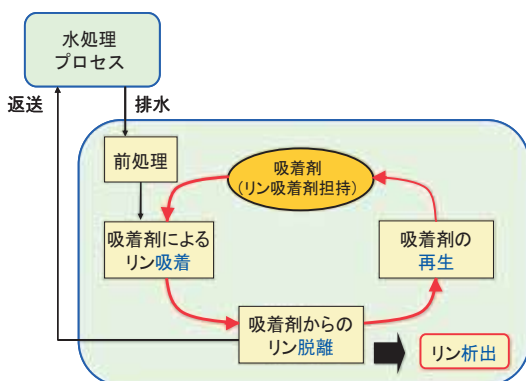 水処理
プロセス
返送
排水
前処理
吸着剤
(リン吸着剤担持)
吸着剤による
リン吸着
吸着剤の
再生
吸着剤からの
リン脱離
リン析出